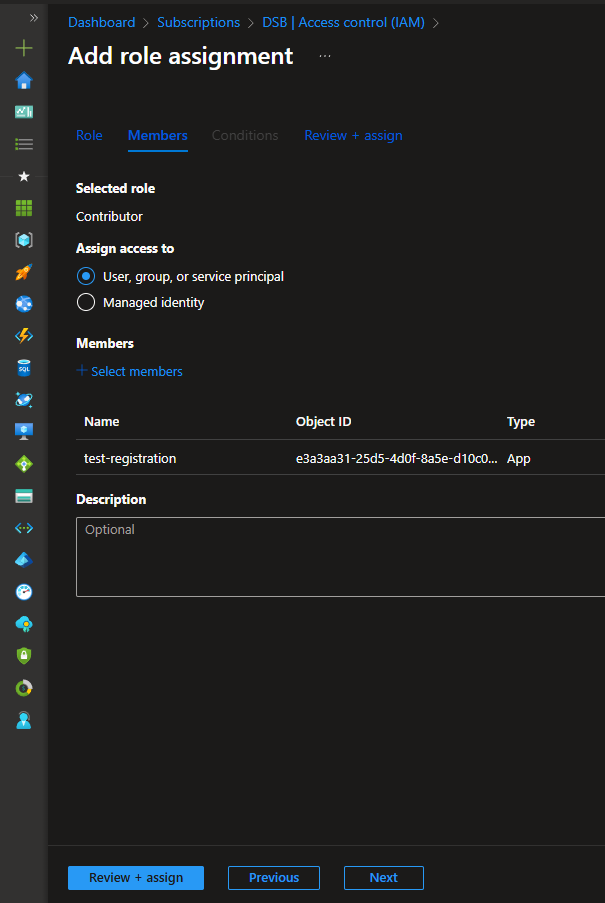 Dashboard > Subscriptions > DSB | Access control (IAM) >
Add role assignment ...
Role Members Conditions Review + assign
Selected role
Contributor
Assign access to
User, group, or service principal
Managed identity
Members
+ Select members
Name Object ID Type
test-registration e3a3aa31-25d5-4d0f-8a5e-d10c0... App
Description
Optional
SQL
Review + assign Previous Next